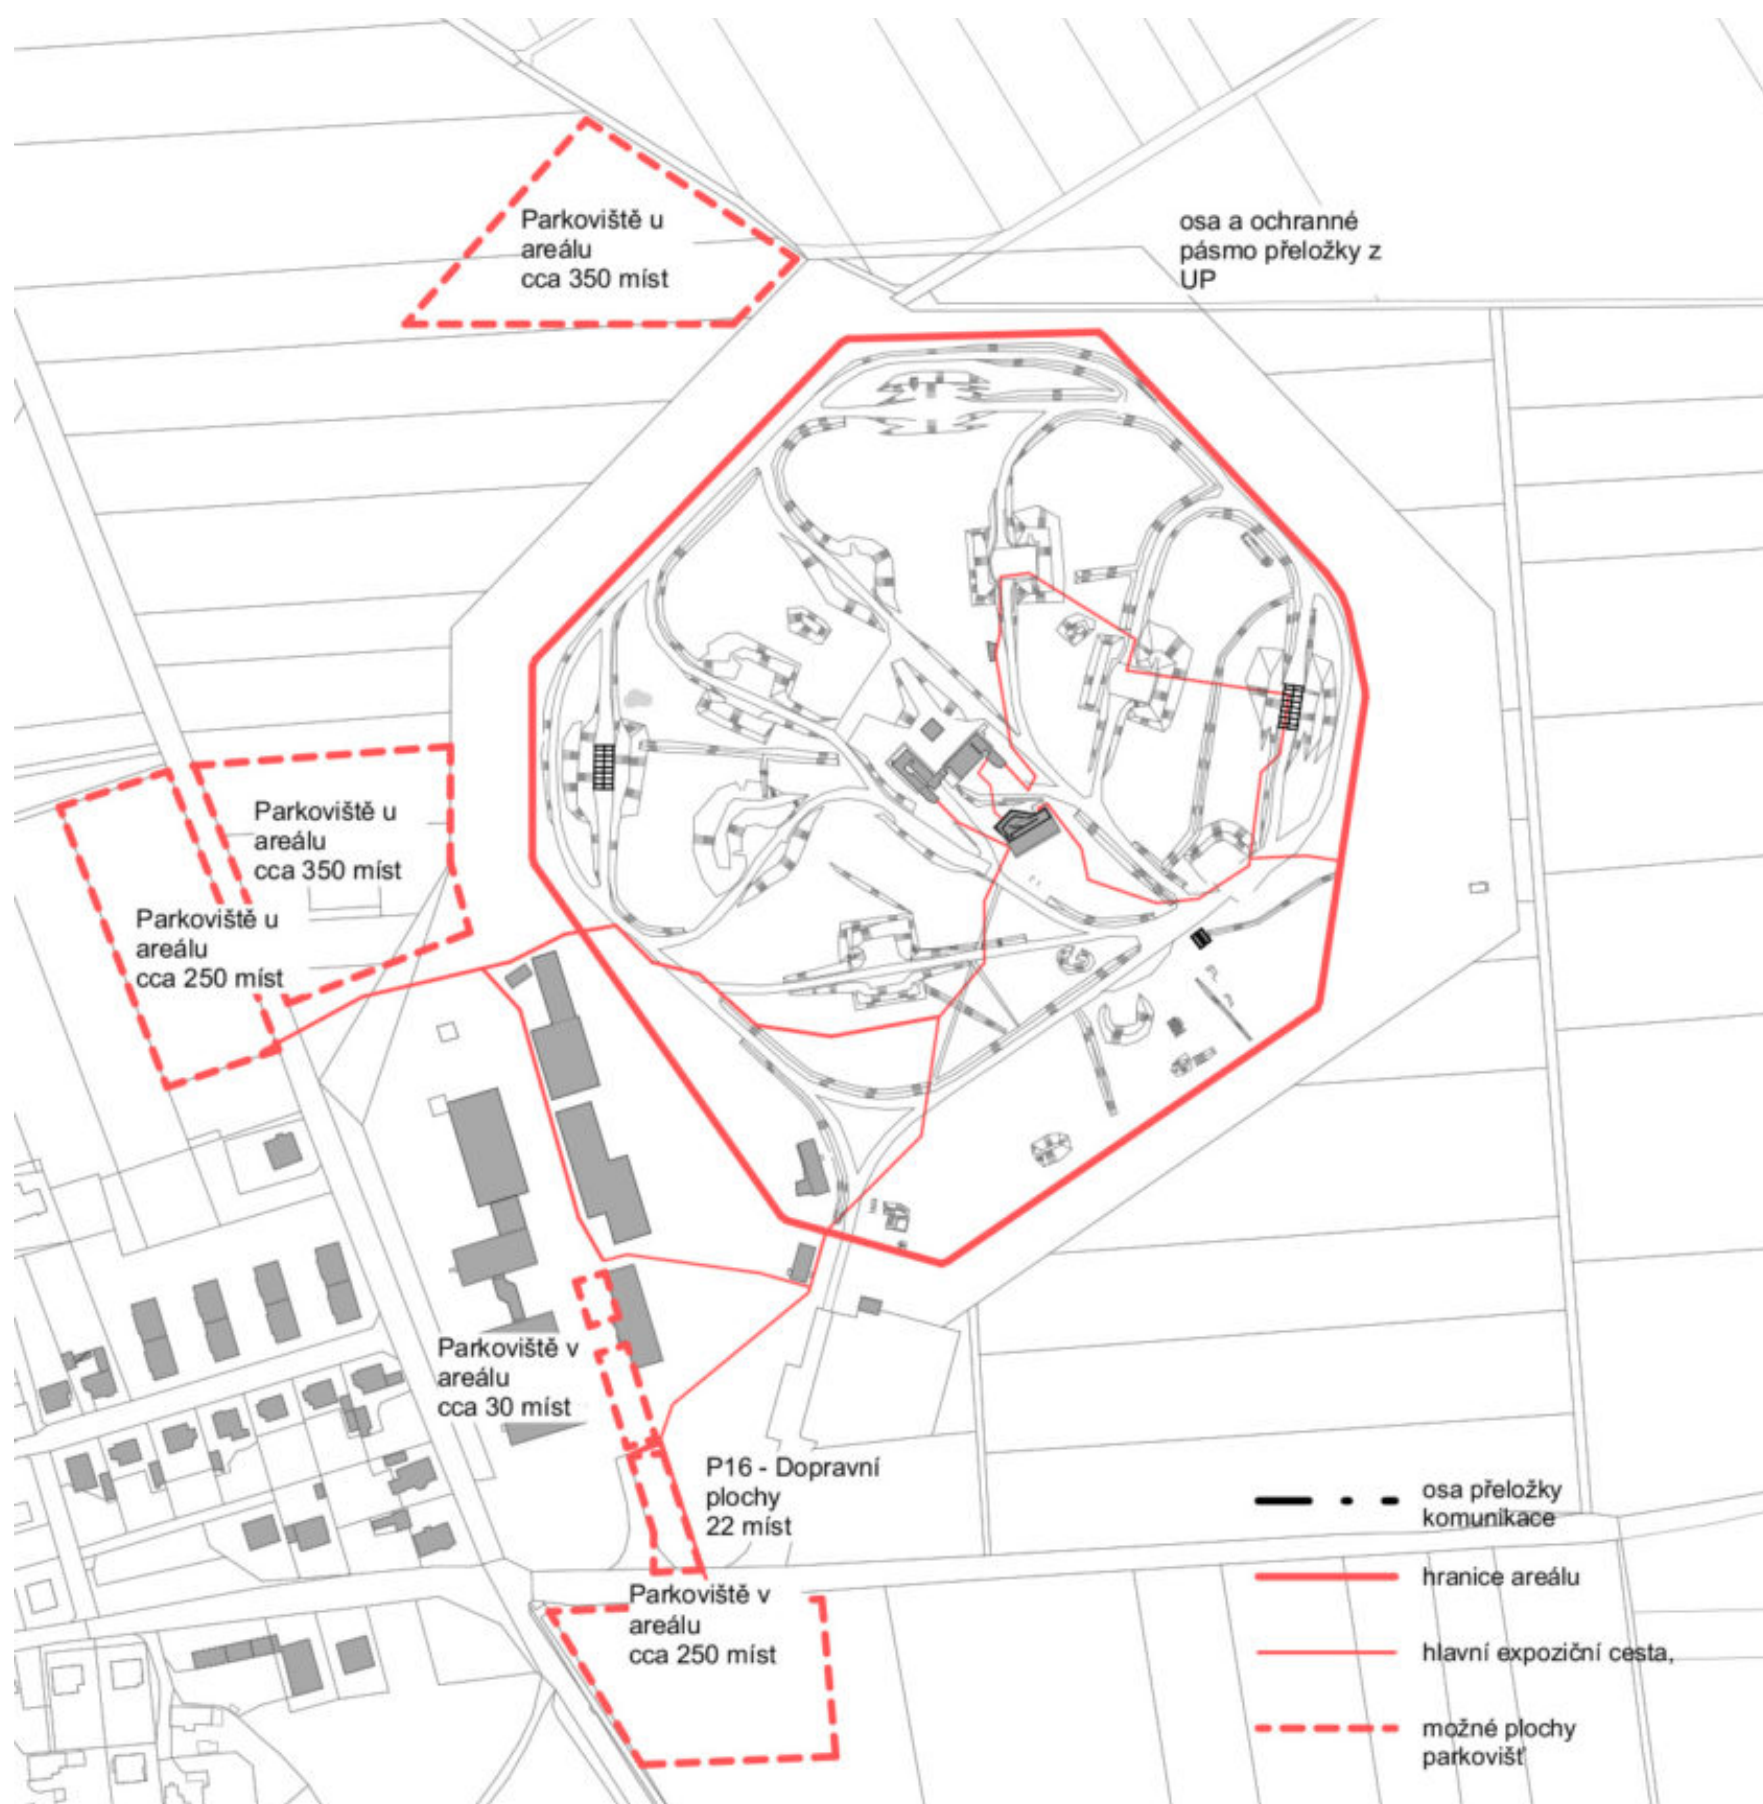 Parkoviště u
areálu
cca 350 míst
osa a ochranné
pásmo přeložky z
UP
Parkoviště u
areálu
cca 350 míst
Parkoviště u
areálu
cca 250 míst
Parkoviště v
areálu
cca 30 míst
P16 - Dopravní
plochy
22 míst
Parkoviště v
areálu
cca 250 míst
osa přeložky
komunikace
hranice areálu
hlavní expoziční cesta,
možné plochy
parkovišť